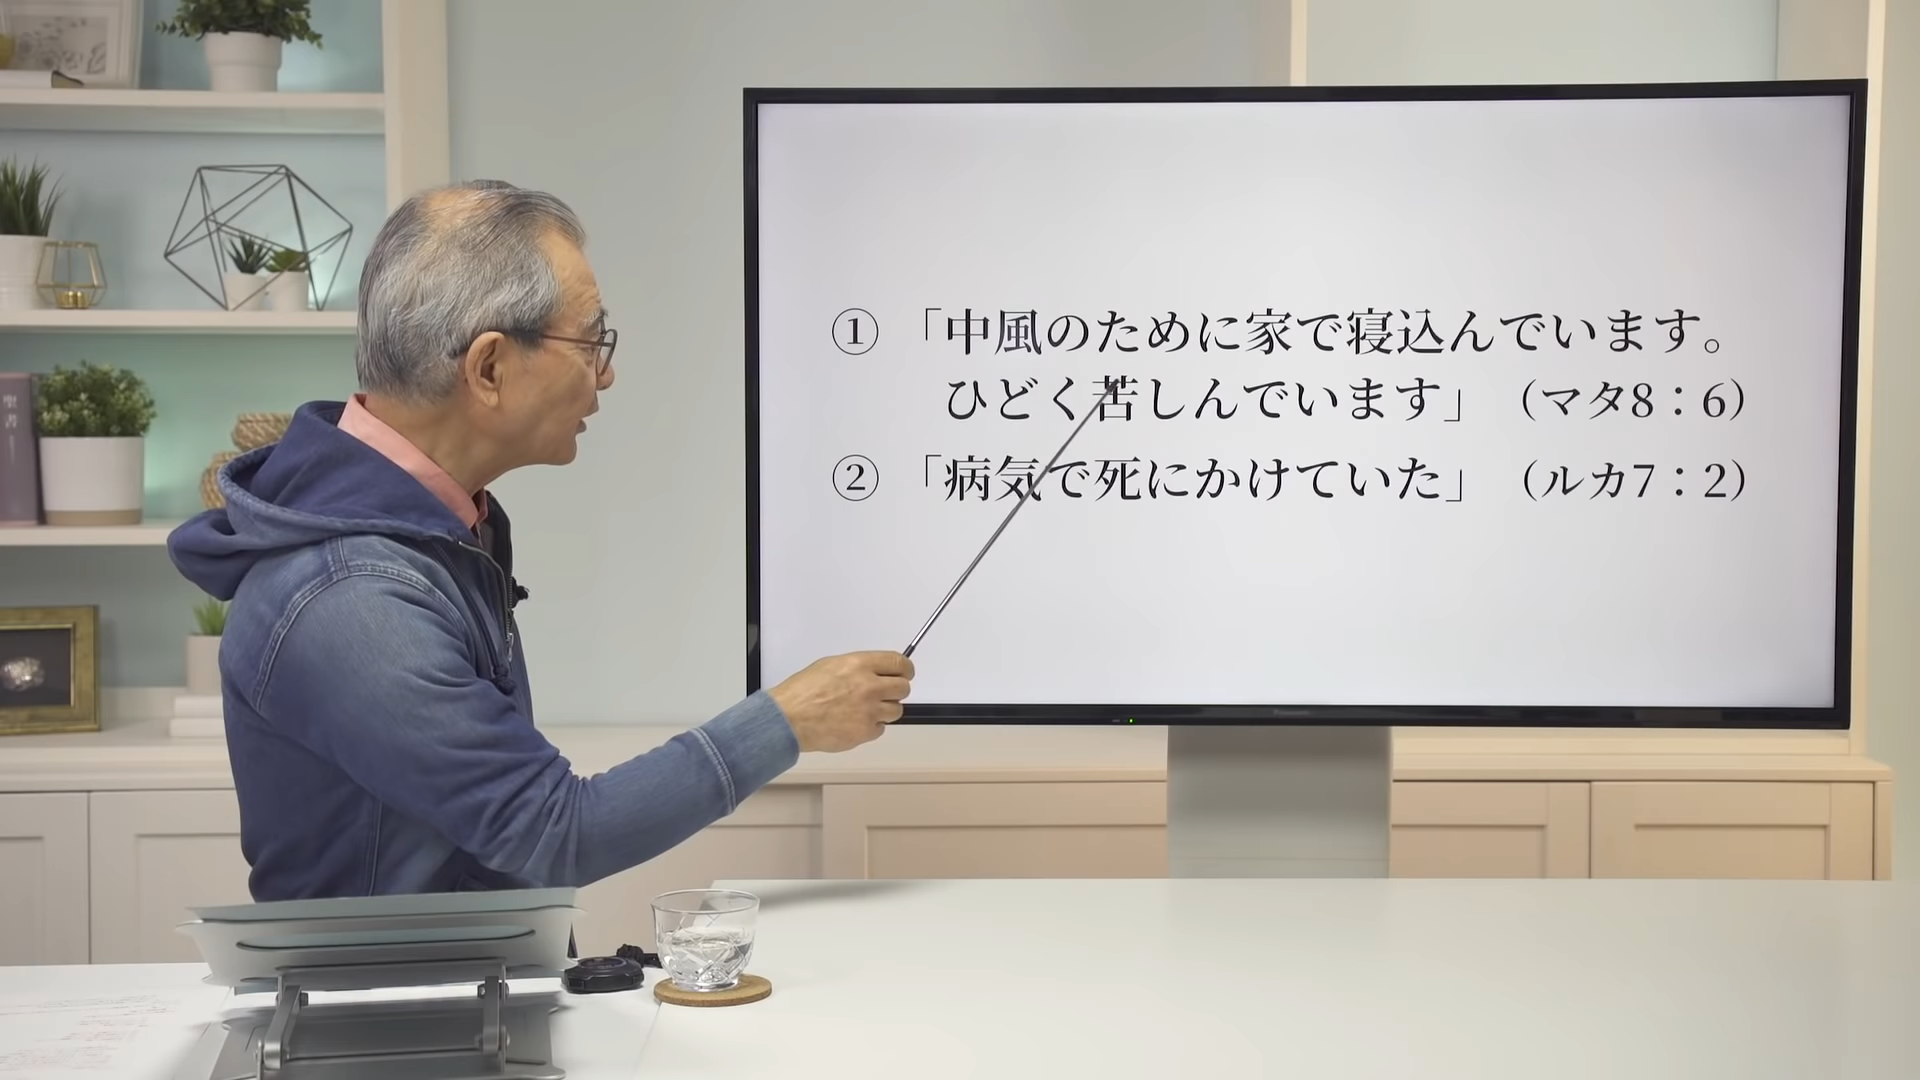 ① 「中風のために家で寝込んでいます。
ひどく苦しんでいます」（マタ8：6）
② 「病気で死にかけていた」（ルカ7：2）
聖書